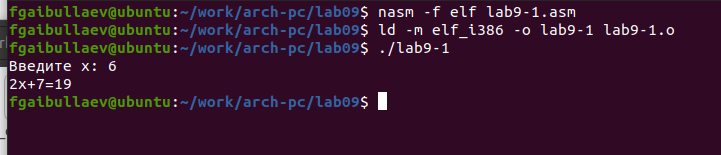 fgaibullaev@ubuntu:~/work/arch-pc/lab09$ nasm -f elf lab9-1.asm
fgaibullaev@ubuntu:~/work/arch-pc/lab09$ ld -m elf_i386 -o lab9-1 lab9-1.o
fgaibullaev@ubuntu:~/work/arch-pc/lab09$ ./lab9-1
Введите x: 6
2x+7=19
fgaibullaev@ubuntu:~/work/arch-pc/lab09$